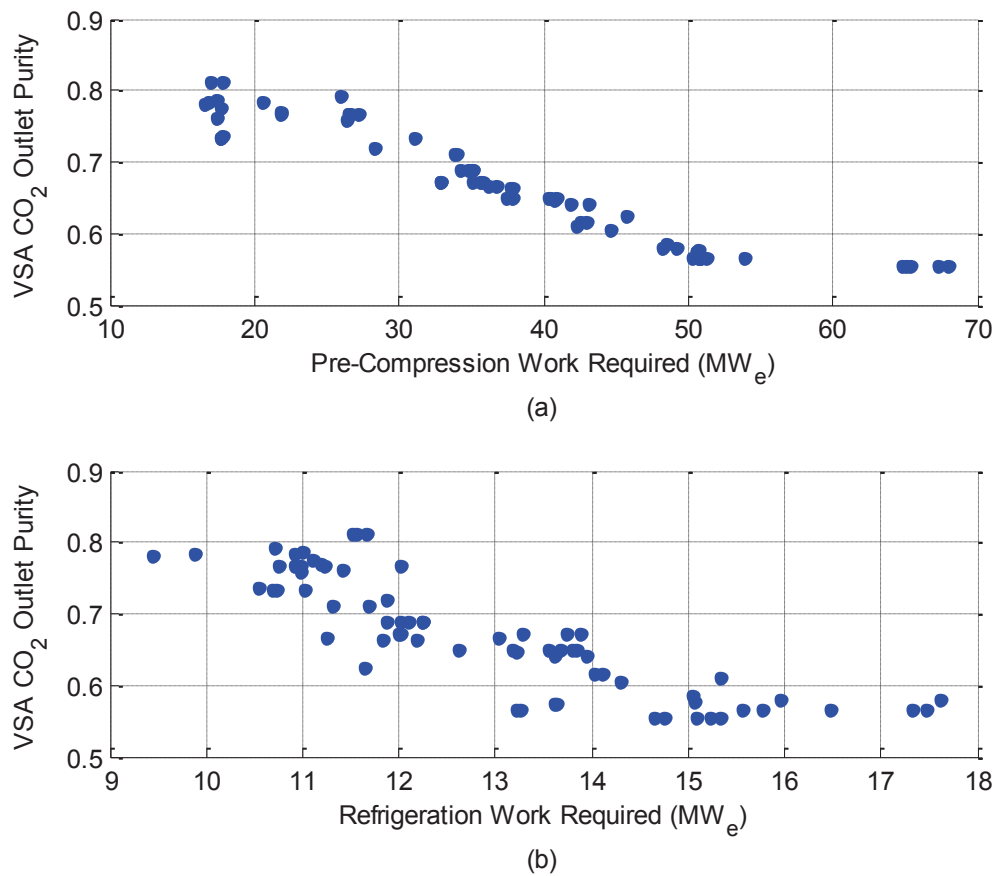 VSA CO2 Outlet Purity
0.9
0.8
0.7
0.6
0.5
10 20 30 40 50 60 70
Pre-Compression Work Required (MWe)
(a)
VSA CO2 Outlet Purity
0.9
0.8
0.7
0.6
0.5
9 10 11 12 13 14 15 16 17 18
Refrigeration Work Required (MWe)
(b)